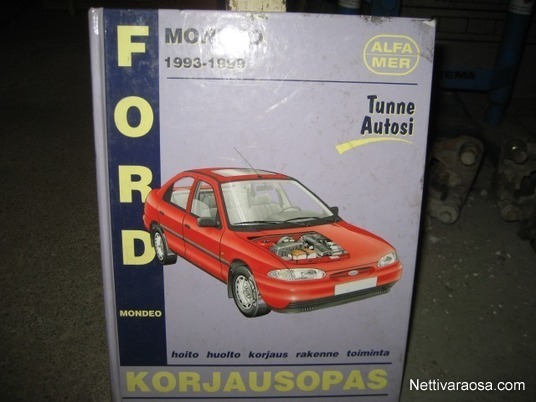 FORD
MONDEO
1993-1999
ALFA
MER
Tunne
Autosi
MONDEO
hoito huolto korjaus rakenne toiminta
KORJAUSOPAS
Nettivaraosa.com